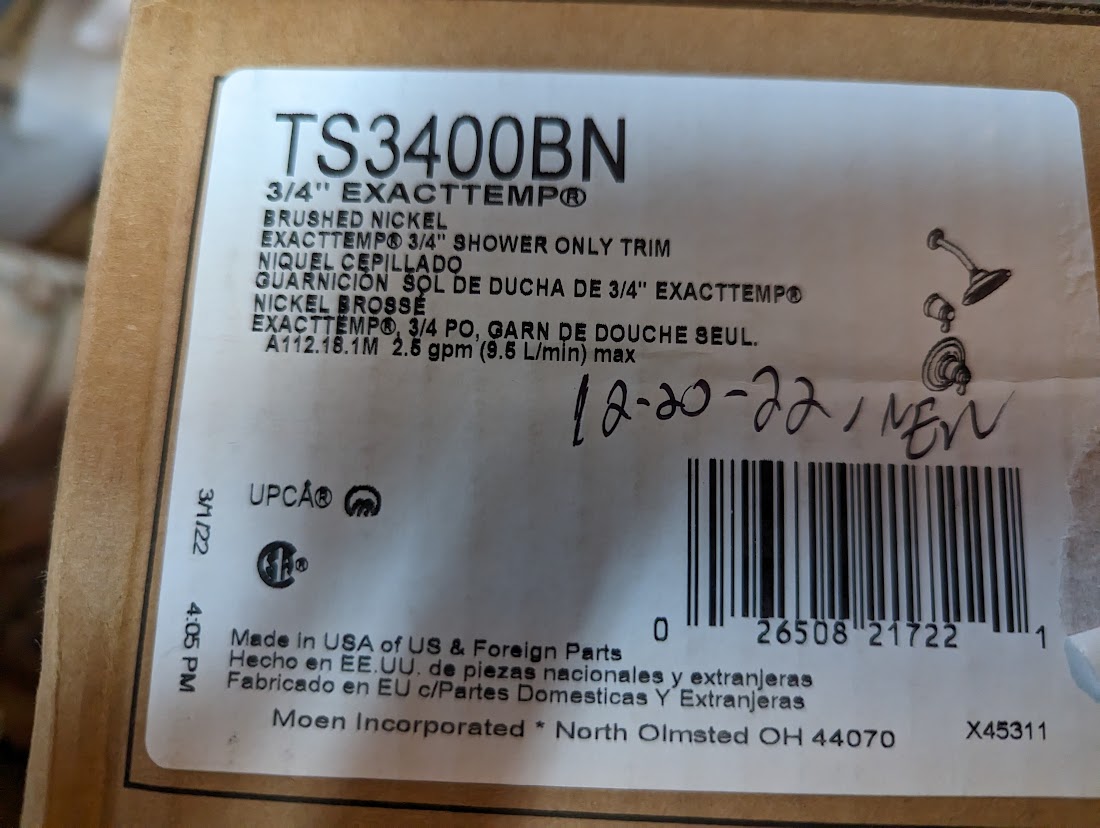 TS3400BN
3/4" EXACTTEMP®
BRUSHED NICKEL
EXACTTEMP® 3/4" SHOWER ONLY TRIM
NIQUEL CEPILLADO
GUARNICIÓN SOL DE DUCHA DE 3/4" EXACTTEMP®
NICKEL BROSSÉ
EXACTTEMP®, 3/4 PO, GARN DE DOUCHE SEUL.
A112.18.1M 2.5 gpm (9.5 L/min) max
12-20-22, NEW
UPCÂ®
3/1/22 4:05 PM
SA®
0 26508 21722 1
Made in USA of US & Foreign Parts
Hecho en EE.UU. de piezas nacionales y extranjeras
Fabricado en EU c/Partes Domesticas Y Extranjeras
Moen Incorporated * North Olmsted OH 44070
X45311